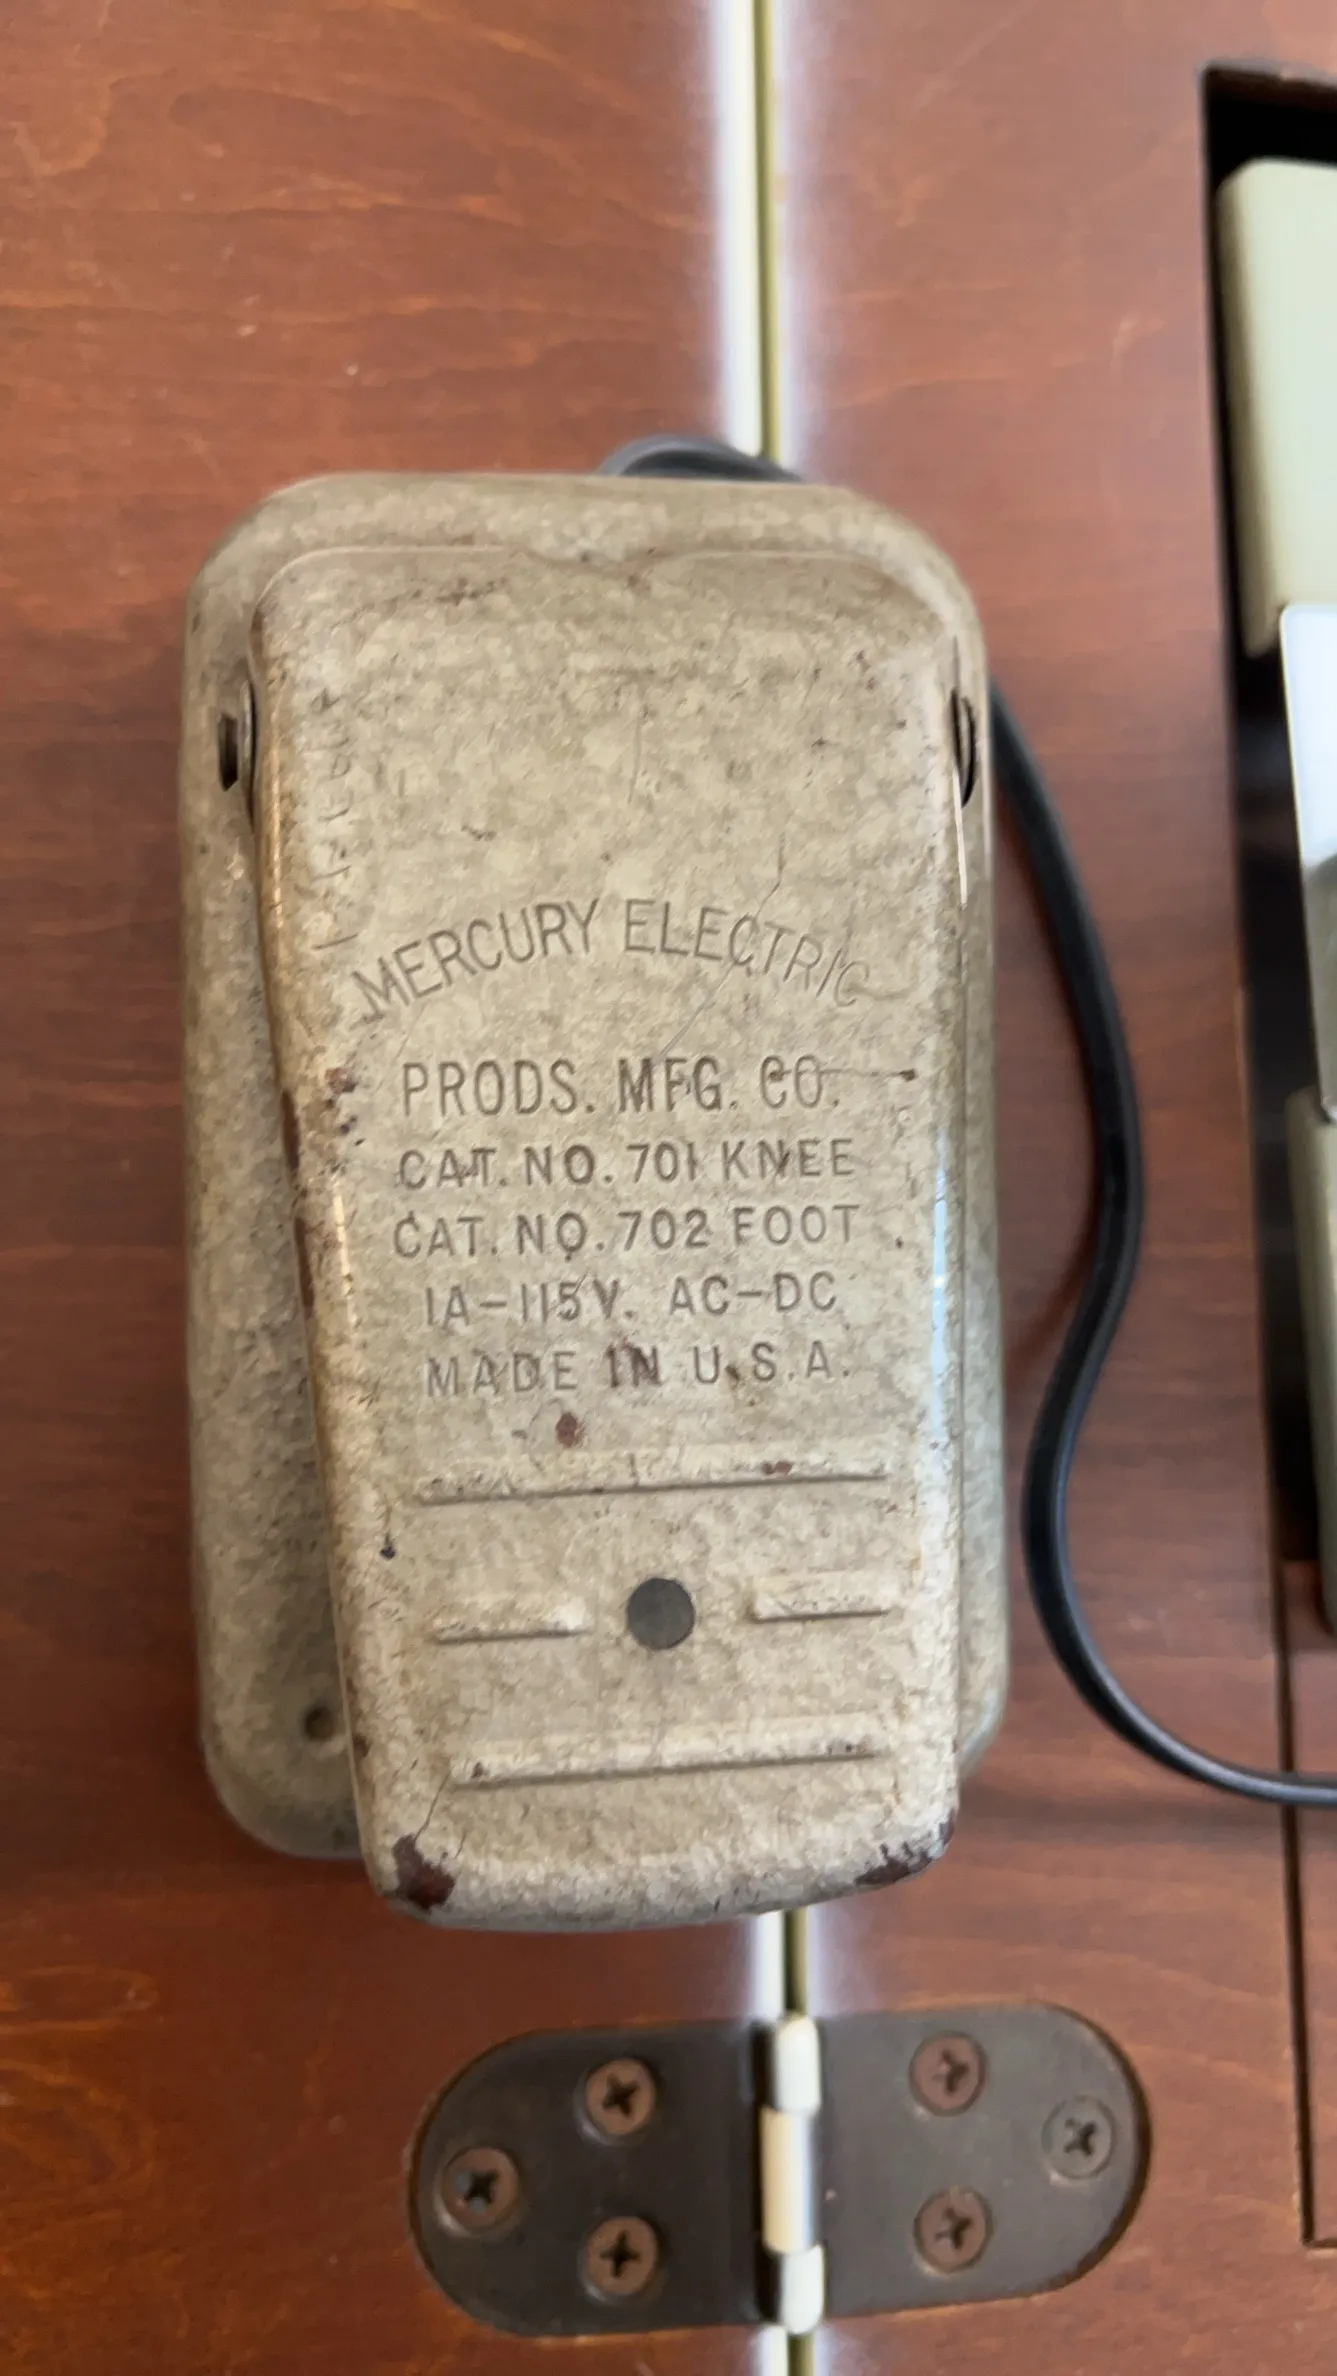 MERCURY ELECTRIC
PRODS. MFG. CO.
CAT. NO. 701 KNEE
CAT. NO. 702 FOOT
1A-115V. AC-DC
MADE IN U.S.A.